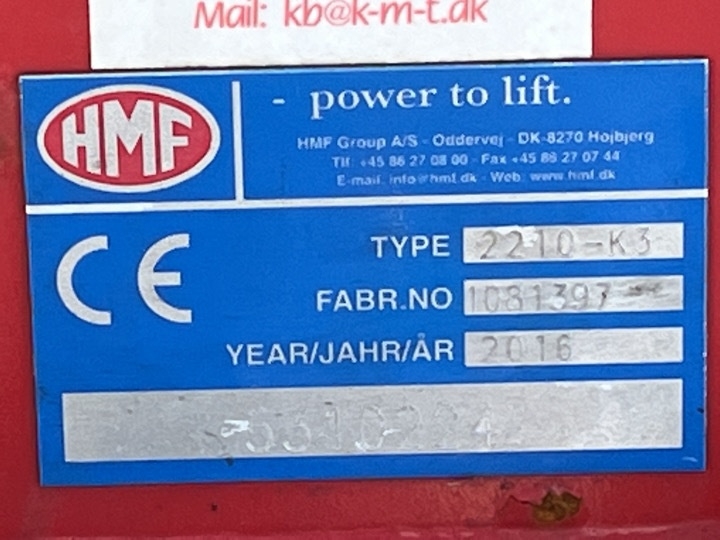 Mail: kb@k-m-t.dk
HMF
- power to lift.
HMF Group A/S - Oddervej - DK-8270 Højbjerg
Tlf. +45 86 27 08 00 - Fax +45 86 27 07 44
E-mail: info@hmf.dk - Web: www.hmf.dk
CE
TYPE 2210-K3
FABR.NO 1081397
YEAR/JAHR/ÅR 2016